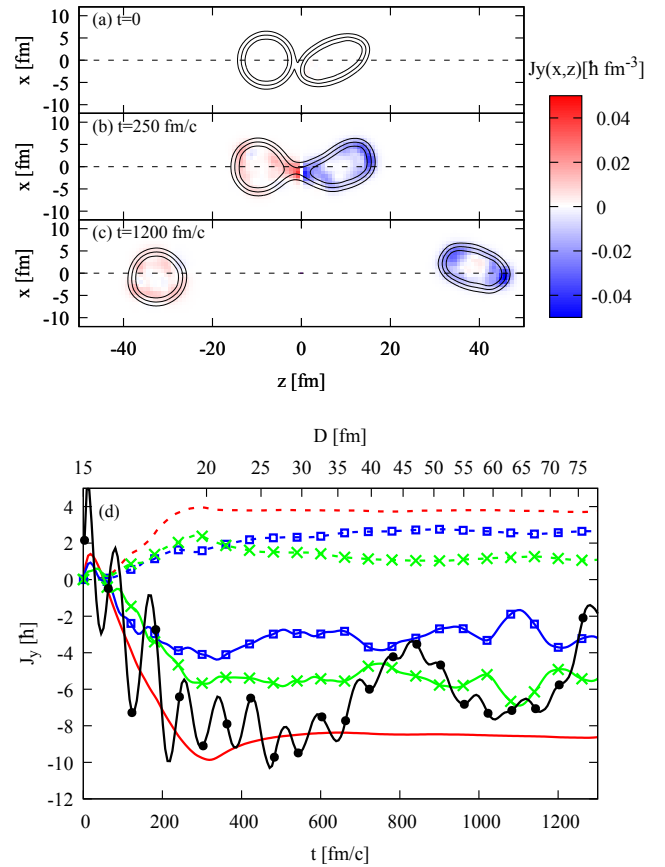 (a) t=0
10
5
0
-5
-10
x [fm]
Jy(x,z)[ħ fm⁻³]
(b) t=250 fm/c
10
5
0
-5
-10
x [fm]
0.04
0.02
0
-0.02
-0.04
(c) t=1200 fm/c
10
5
0
-5
-10
x [fm]
-40 -20 0 20 40
z [fm]
D [fm]
15 20 25 30 35 40 45 50 55 60 65 70 75
(d)
4
2
0
-2
-4
-6
-8
-10
-12
J_y [ħ]
0 200 400 600 800 1000 1200
t [fm/c]